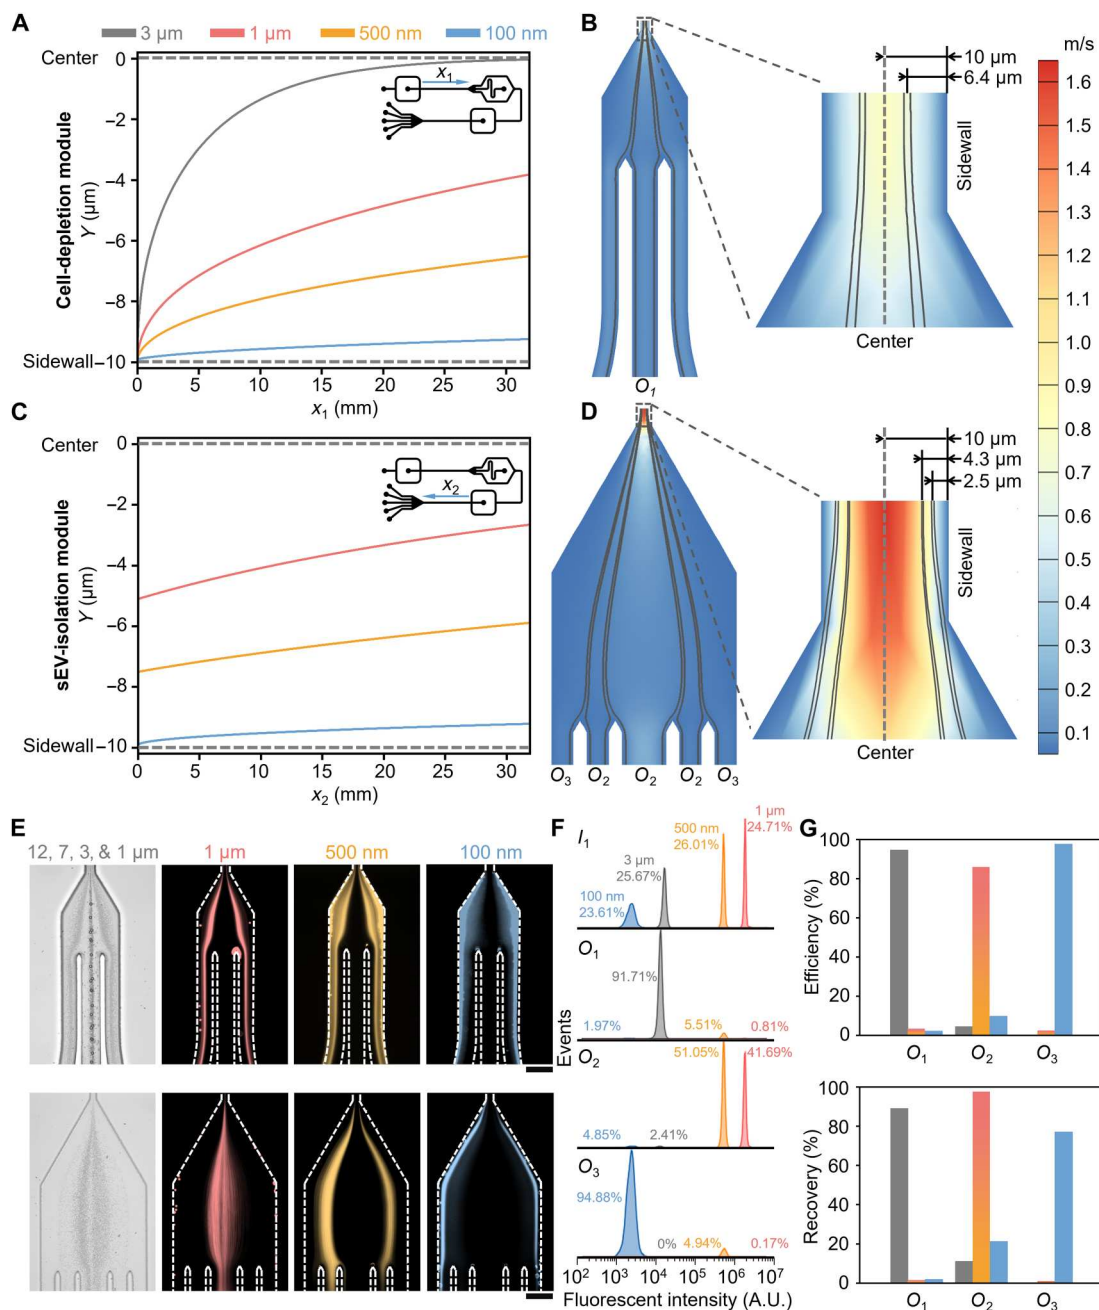 A
3 µm
1 µm
500 nm
100 nm
Center
0
−2
−4
−6
−8
Sidewall−10
Cell-depletion module
Y (µm)
x1
0
5
10
15
20
25
30
x1 (mm)
B
O1
10 µm
6.4 µm
Sidewall
Center
m/s
1.6
1.5
1.4
1.3
1.2
1.1
1.0
0.9
0.8
0.7
0.6
0.5
0.4
0.3
0.2
0.1
C
Center
0
−2
−4
−6
−8
Sidewall−10
sEV-isolation module
Y (µm)
x2
0
5
10
15
20
25
30
x2 (mm)
D
O3
O2
O2
O2
O3
10 µm
4.3 µm
2.5 µm
Sidewall
Center
E
12, 7, 3, & 1 µm
1 µm
500 nm
100 nm
F
I1
100 nm
23.61%
3 µm
25.67%
500 nm
26.01%
1 µm
24.71%
O1
91.71%
1.97%
5.51%
0.81%
O2
51.05%
41.69%
4.85%
2.41%
O3
94.88%
0%
4.94%
0.17%
Events
10² 10³ 10⁴ 10⁵ 10⁶ 10⁷
Fluorescent intensity (A.U.)
G
100
80
60
40
20
0
Efficiency (%)
O1
O2
O3
100
80
60
40
20
0
Recovery (%)
O1
O2
O3